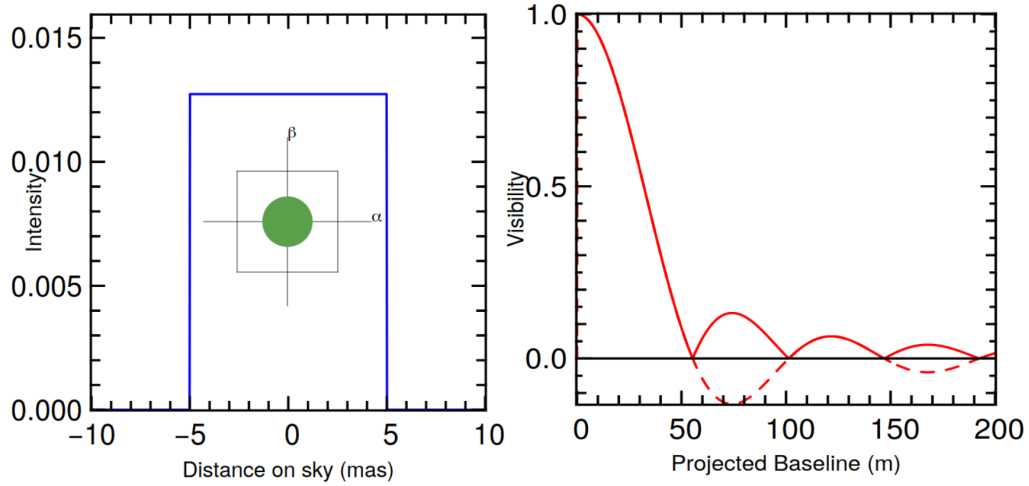 0.015
0.010
0.005
0.000
Intensity
β
α
−10
−5
0
5
10
Distance on sky (mas)
1.0
0.5
0.0
Visibility
0
50
100
150
200
Projected Baseline (m)